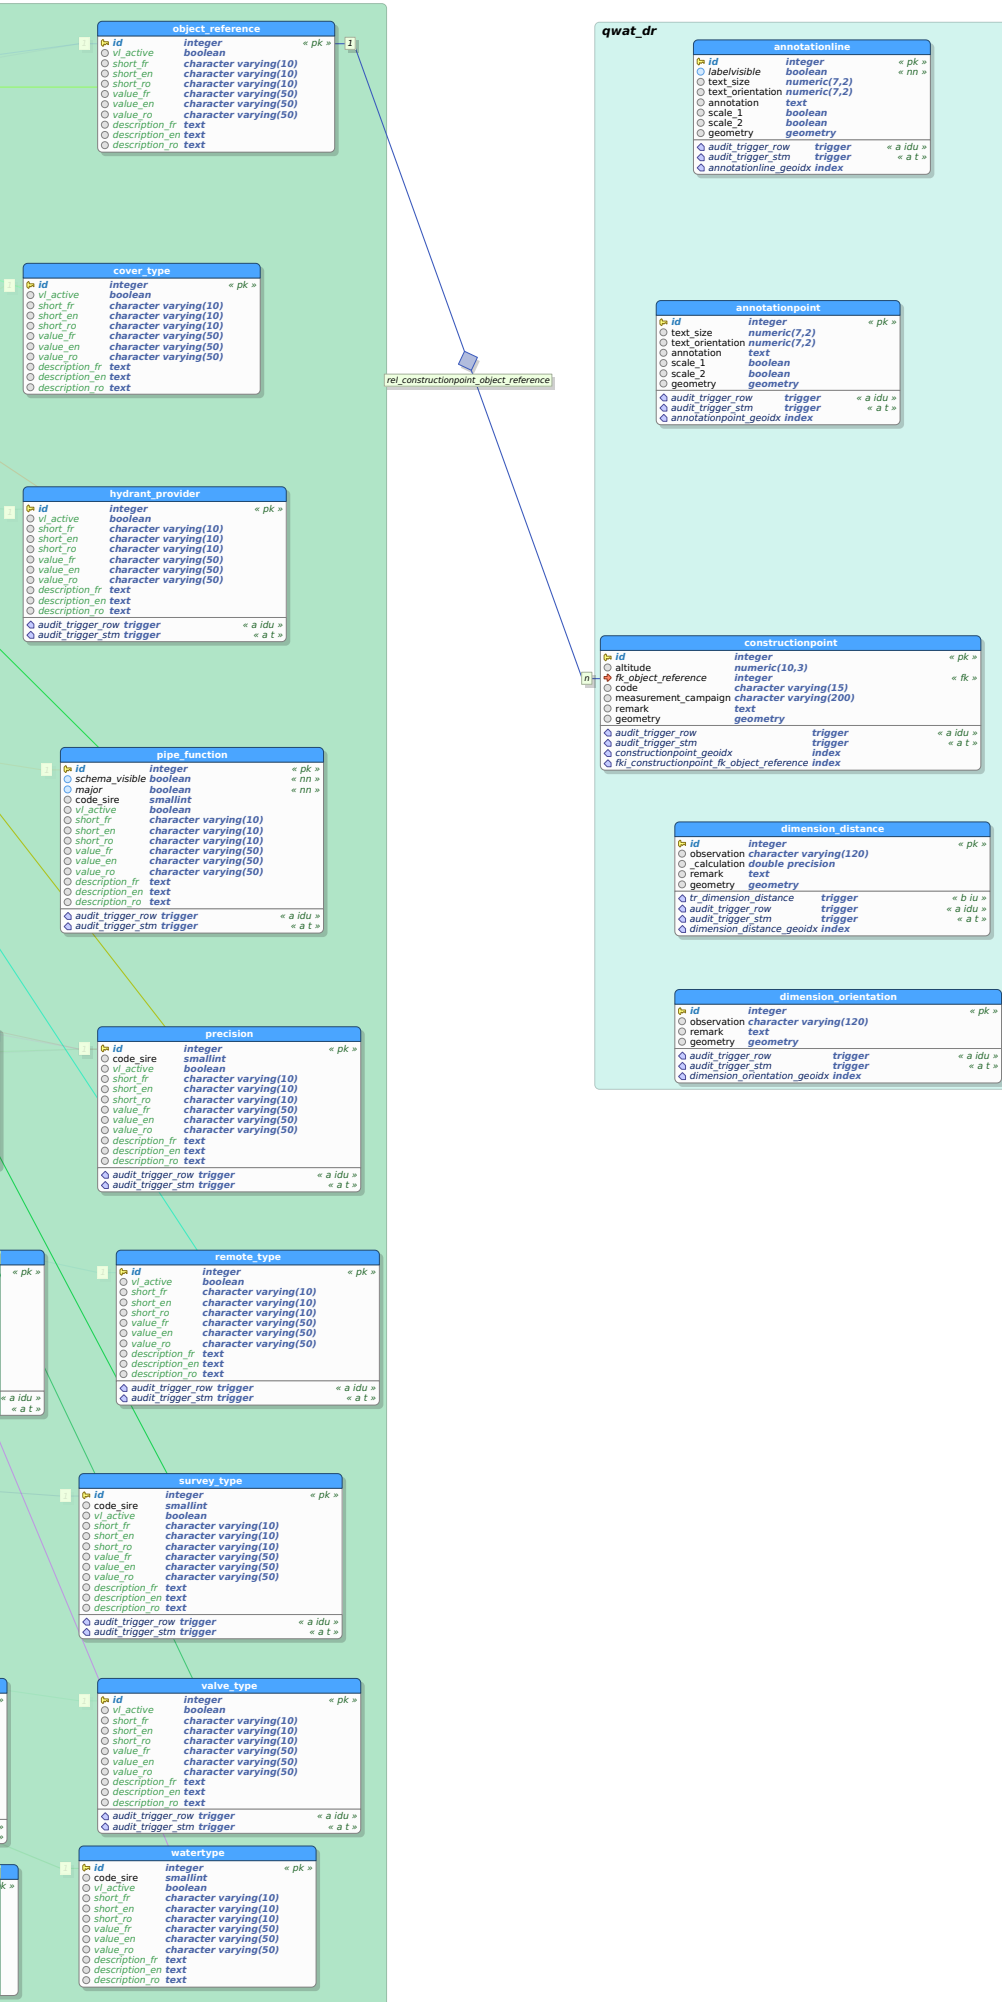 object_reference
id integer « pk »
vl_active boolean
short_fr character varying(10)
short_en character varying(10)
short_ro character varying(10)
value_fr character varying(50)
value_en character varying(50)
value_ro character varying(50)
description_fr text
description_en text
description_ro text
1
cover_type
id integer « pk »
vl_active boolean
short_fr character varying(10)
short_en character varying(10)
short_ro character varying(10)
value_fr character varying(50)
value_en character varying(50)
value_ro character varying(50)
description_fr text
description_en text
description_ro text
rel_constructionpoint_object_reference
hydrant_provider
id integer « pk »
vl_active boolean
short_fr character varying(10)
short_en character varying(10)
short_ro character varying(10)
value_fr character varying(50)
value_en character varying(50)
value_ro character varying(50)
description_fr text
description_en text
description_ro text
audit_trigger_row trigger « a idu »
audit_trigger_stm trigger « a t »
pipe_function
id integer « pk »
schema_visible boolean « nn »
major boolean « nn »
code_sire smallint
vl_active boolean
short_fr character varying(10)
short_en character varying(10)
short_ro character varying(10)
value_fr character varying(50)
value_en character varying(50)
value_ro character varying(50)
description_fr text
description_en text
description_ro text
audit_trigger_row trigger « a idu »
audit_trigger_stm trigger « a t »
precision
id integer « pk »
code_sire smallint
vl_active boolean
short_fr character varying(10)
short_en character varying(10)
short_ro character varying(10)
value_fr character varying(50)
value_en character varying(50)
value_ro character varying(50)
description_fr text
description_en text
description_ro text
audit_trigger_row trigger « a idu »
audit_trigger_stm trigger « a t »
« pk »
« a idu »
« a t »
remote_type
id integer « pk »
vl_active boolean
short_fr character varying(10)
short_en character varying(10)
short_ro character varying(10)
value_fr character varying(50)
value_en character varying(50)
value_ro character varying(50)
description_fr text
description_en text
description_ro text
audit_trigger_row trigger « a idu »
audit_trigger_stm trigger « a t »
survey_type
id integer « pk »
code_sire smallint
vl_active boolean
short_fr character varying(10)
short_en character varying(10)
short_ro character varying(10)
value_fr character varying(50)
value_en character varying(50)
value_ro character varying(50)
description_fr text
description_en text
description_ro text
audit_trigger_row trigger « a idu »
audit_trigger_stm trigger « a t »
valve_type
id integer « pk »
vl_active boolean
short_fr character varying(10)
short_en character varying(10)
short_ro character varying(10)
value_fr character varying(50)
value_en character varying(50)
value_ro character varying(50)
description_fr text
description_en text
description_ro text
audit_trigger_row trigger « a idu »
audit_trigger_stm trigger « a t »
watertype
id integer « pk »
code_sire smallint
vl_active boolean
short_fr character varying(10)
short_en character varying(10)
short_ro character varying(10)
value_fr character varying(50)
value_en character varying(50)
value_ro character varying(50)
description_fr text
description_en text
description_ro text
k »
qwat_dr
annotationline
id integer « pk »
labelvisible boolean « nn »
text_size numeric(7,2)
text_orientation numeric(7,2)
annotation text
scale_1 boolean
scale_2 boolean
geometry geometry
audit_trigger_row trigger « a idu »
audit_trigger_stm trigger « a t »
annotationline_geoidx index
annotationpoint
id integer « pk »
text_size numeric(7,2)
text_orientation numeric(7,2)
annotation text
scale_1 boolean
scale_2 boolean
geometry geometry
audit_trigger_row trigger « a idu »
audit_trigger_stm trigger « a t »
annotationpoint_geoidx index
n
constructionpoint
id integer « pk »
altitude numeric(10,3)
fk_object_reference integer « fk »
code character varying(15)
measurement_campaign character varying(200)
remark text
geometry geometry
audit_trigger_row trigger « a idu »
audit_trigger_stm trigger « a t »
constructionpoint_geoidx index
fki_constructionpoint_fk_object_reference index
dimension_distance
id integer « pk »
observation character varying(120)
_calculation double precision
remark text
geometry geometry
tr_dimension_distance trigger « b iu »
audit_trigger_row trigger « a idu »
audit_trigger_stm trigger « a t »
dimension_distance_geoidx index
dimension_orientation
id integer « pk »
observation character varying(120)
remark text
geometry geometry
audit_trigger_row trigger « a idu »
audit_trigger_stm trigger « a t »
dimension_orientation_geoidx index